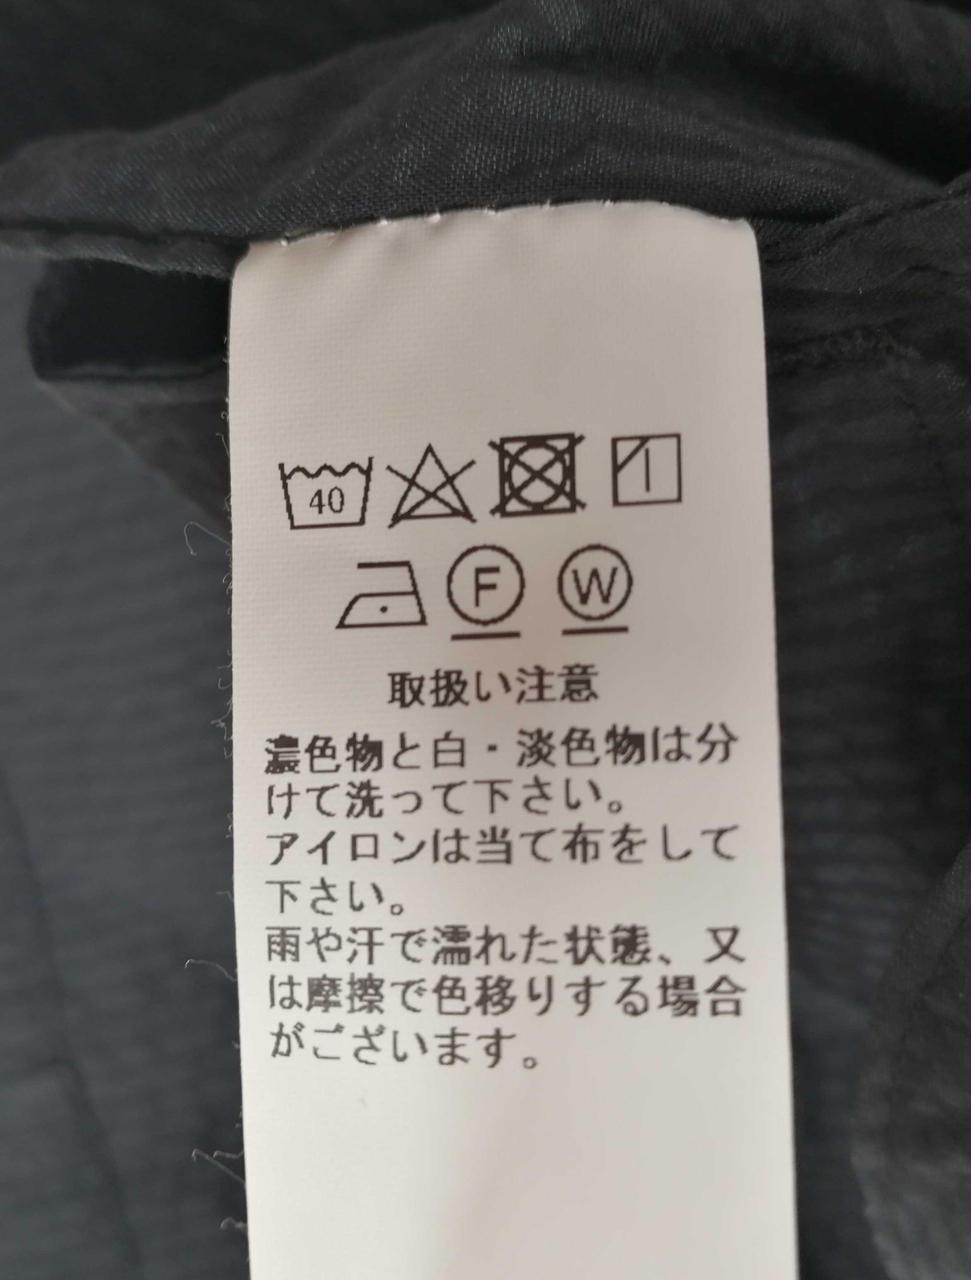 40
F W
取扱い注意
濃色物と白・淡色物は分
けて洗って下さい。
アイロンは当て布をして
下さい。
雨や汗で濡れた状態、又
は摩擦で色移りする場合
がございます。